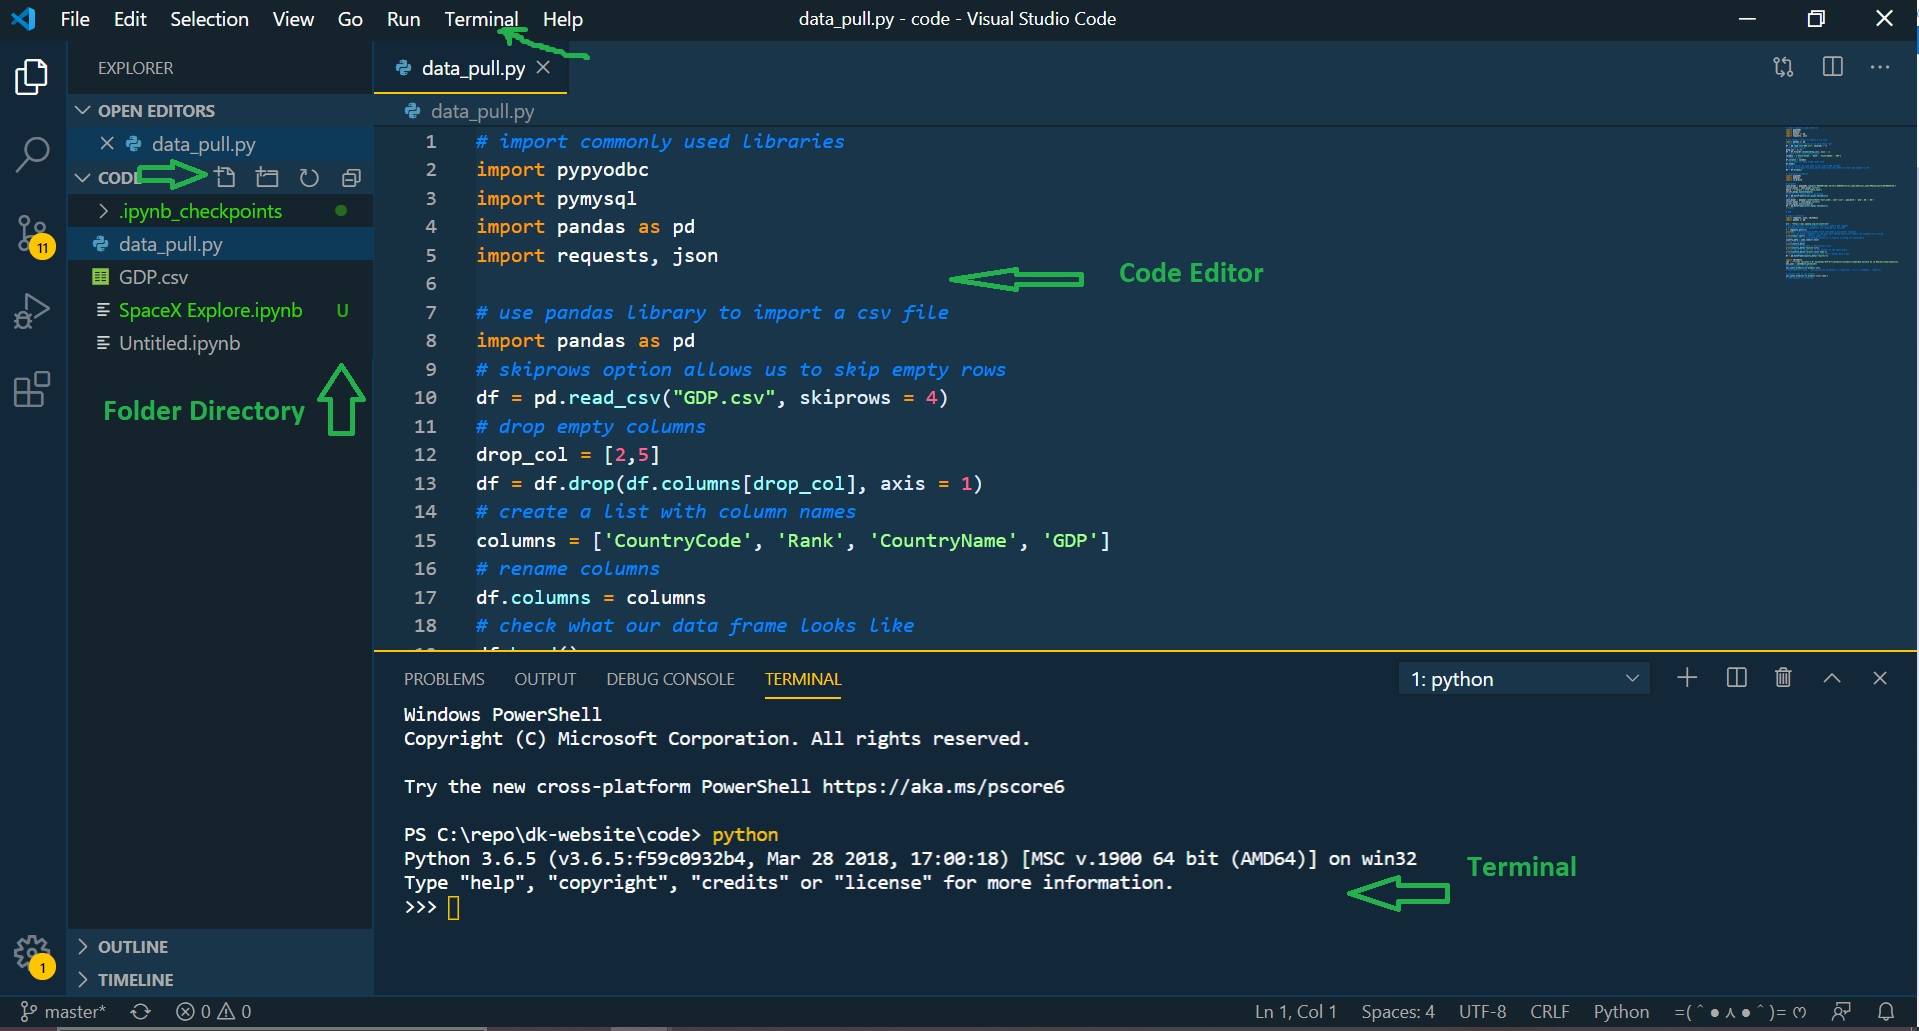 File Edit Selection View Go Run Terminal Help
data_pull.py - code - Visual Studio Code
EXPLORER
OPEN EDITORS
data_pull.py
CODE
.ipynb_checkpoints
data_pull.py
GDP.csv
SpaceX Explore.ipynb U
Untitled.ipynb
Folder Directory
11
OUTLINE
TIMELINE
1
data_pull.py
data_pull.py
1 # import commonly used libraries
2 import pypyodbc
3 import pymysql
4 import pandas as pd
5 import requests, json
6
7 # use pandas library to import a csv file
8 import pandas as pd
9 # skiprows option allows us to skip empty rows
10 df = pd.read_csv("GDP.csv", skiprows = 4)
11 # drop empty columns
12 drop_col = [2,5]
13 df = df.drop(df.columns[drop_col], axis = 1)
14 # create a list with column names
15 columns = ['CountryCode', 'Rank', 'CountryName', 'GDP']
16 # rename columns
17 df.columns = columns
18 # check what our data frame looks like
Code Editor
PROBLEMS OUTPUT DEBUG CONSOLE TERMINAL
1: python
Windows PowerShell
Copyright (C) Microsoft Corporation. All rights reserved.
Try the new cross-platform PowerShell https://aka.ms/pscore6
PS C:\repo\dk-website\code> python
Python 3.6.5 (v3.6.5:f59c0932b4, Mar 28 2018, 17:00:18) [MSC v.1900 64 bit (AMD64)] on win32
Type "help", "copyright", "credits" or "license" for more information.
>>>
Terminal
master* 0 0
Ln 1, Col 1 Spaces: 4 UTF-8 CRLF Python =(＾●⋏●＾)= ෆ